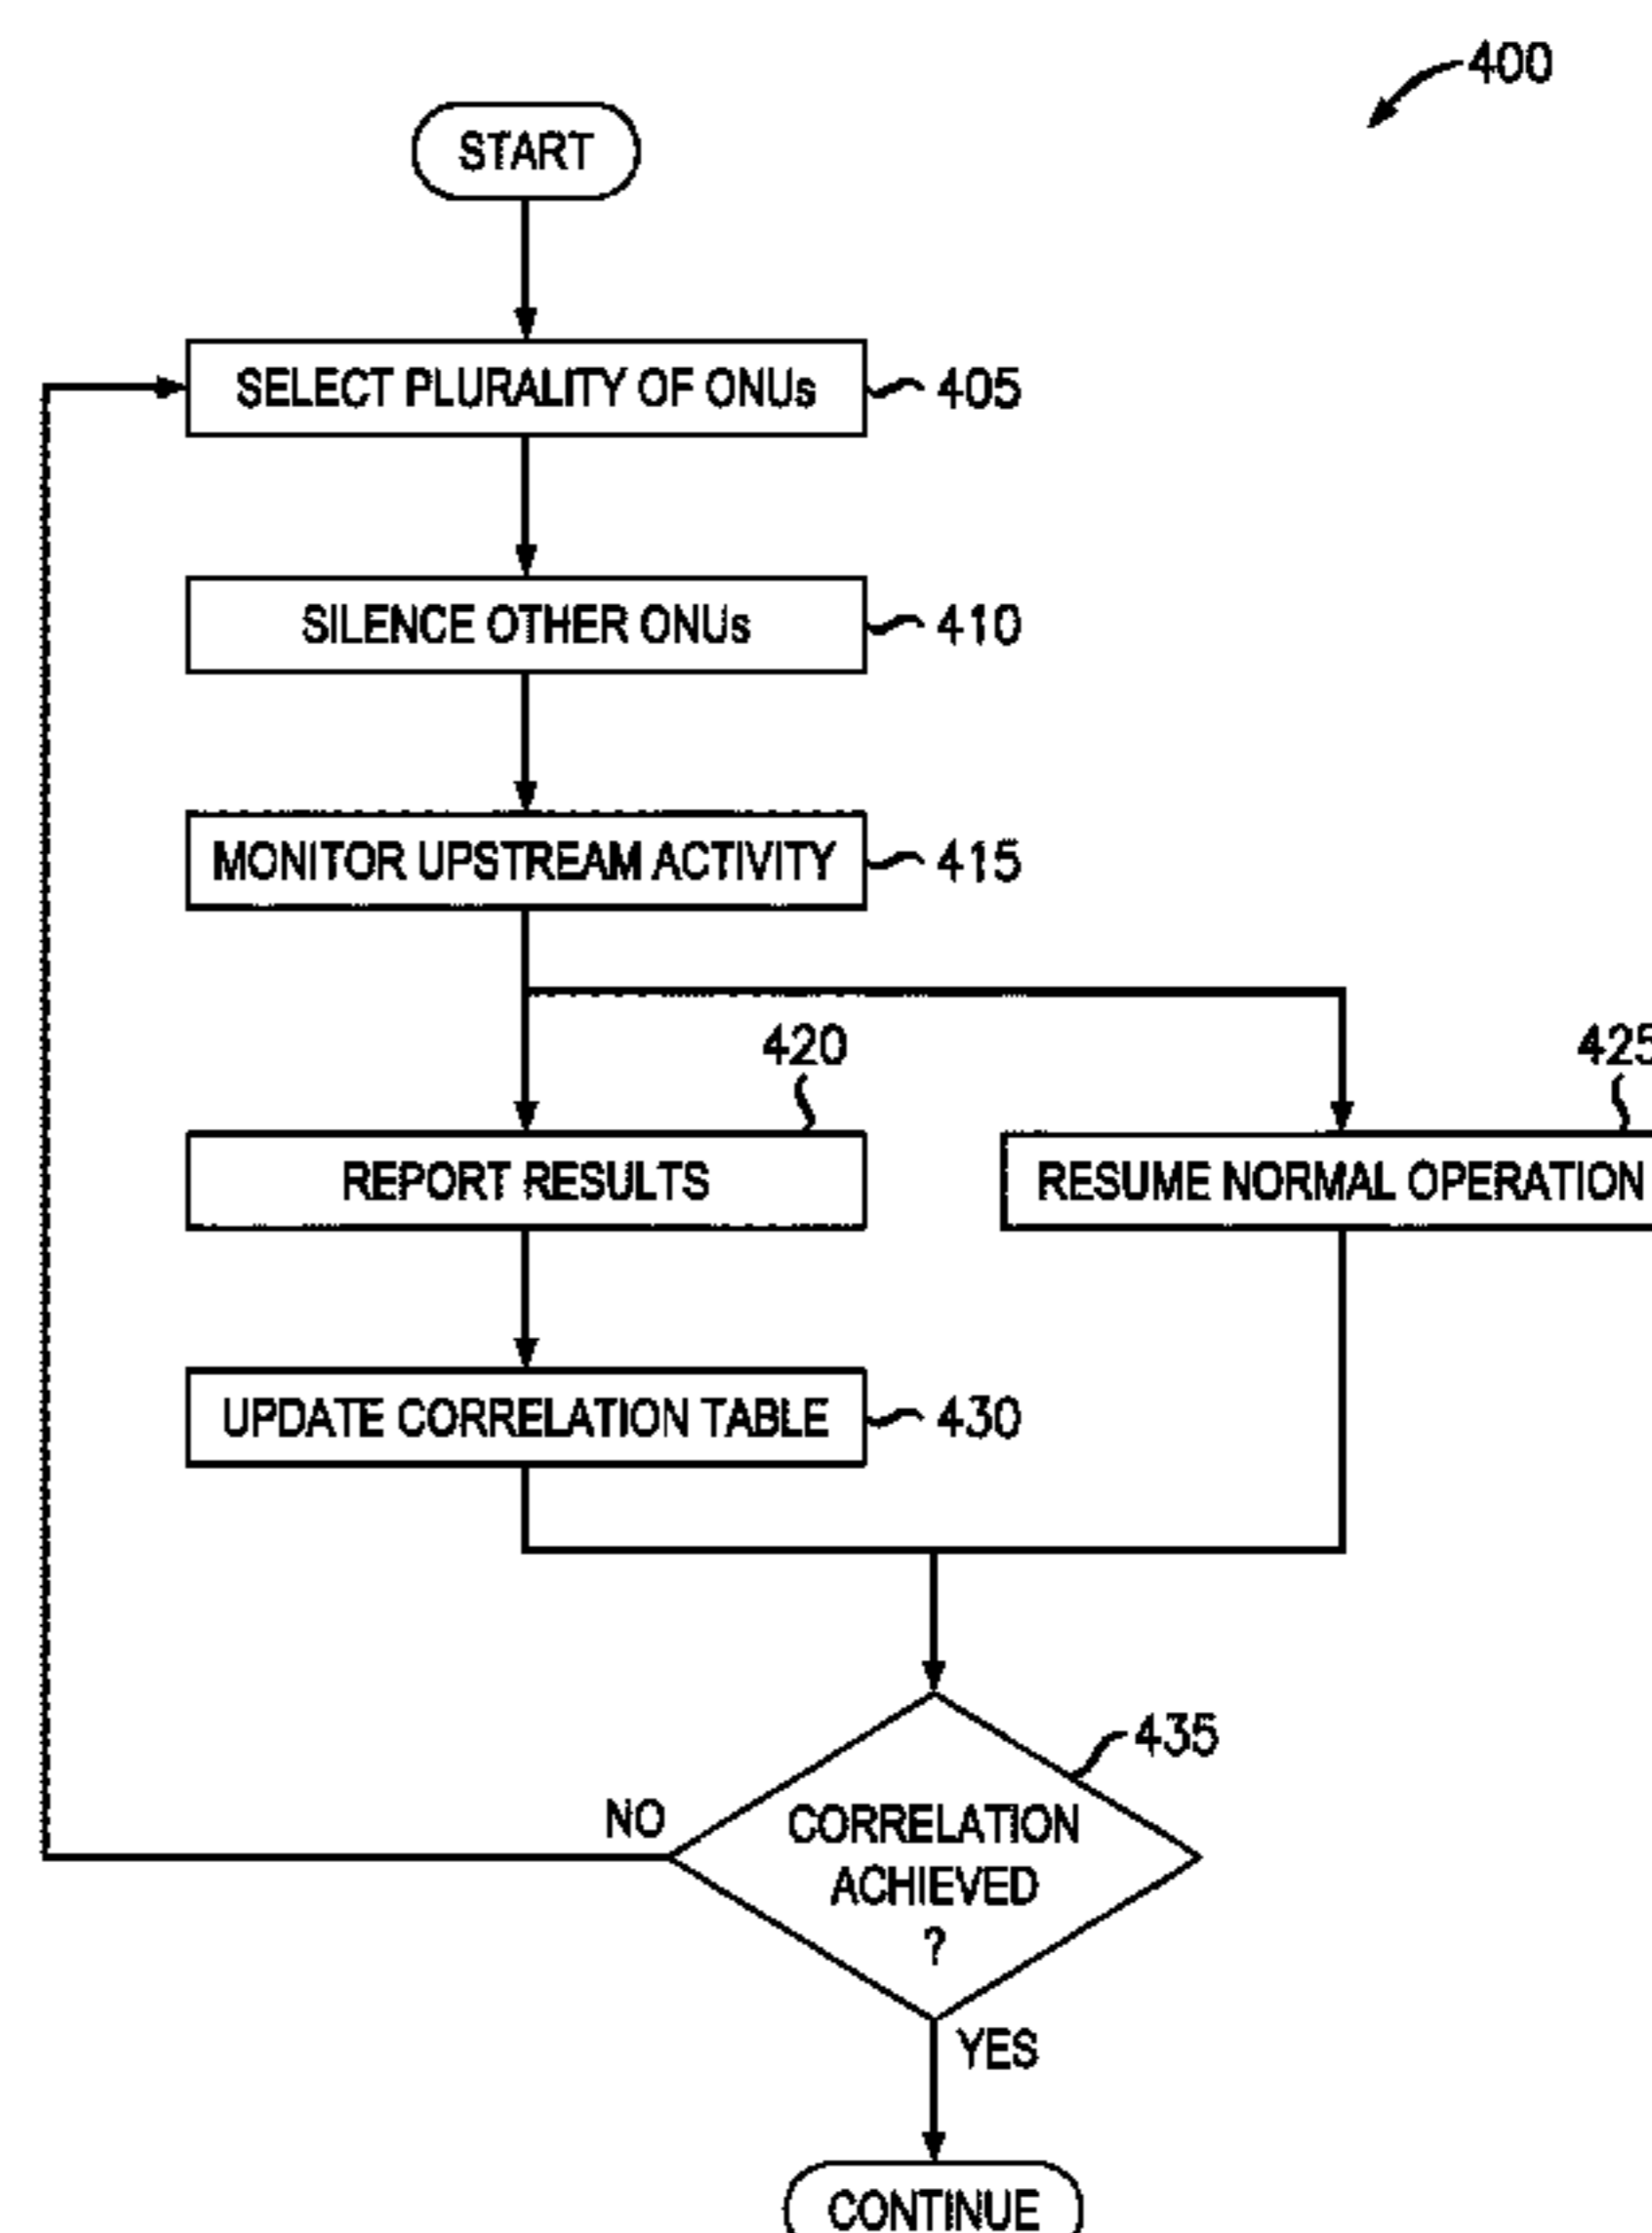 400
START
SELECT PLURALITY OF ONUs
405
SILENCE OTHER ONUs
410
MONITOR UPSTREAM ACTIVITY
415
420
425
REPORT RESULTS
RESUME NORMAL OPERATION
UPDATE CORRELATION TABLE
430
435
NO
CORRELATION
ACHIEVED
?
YES
CONTINUE